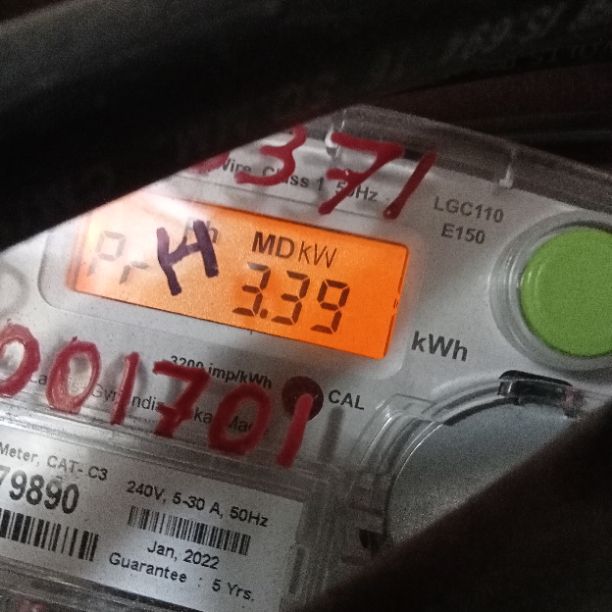 371
Wire, Class 1, 50Hz
LGC110
E150
MD kW
Pr
H
3.39
kWh
3200 imp/kWh
001701
CAL
Meter, CAT- C3
79890
240V, 5-30 A, 50Hz
Jan, 2022
Guarantee : 5 Yrs.